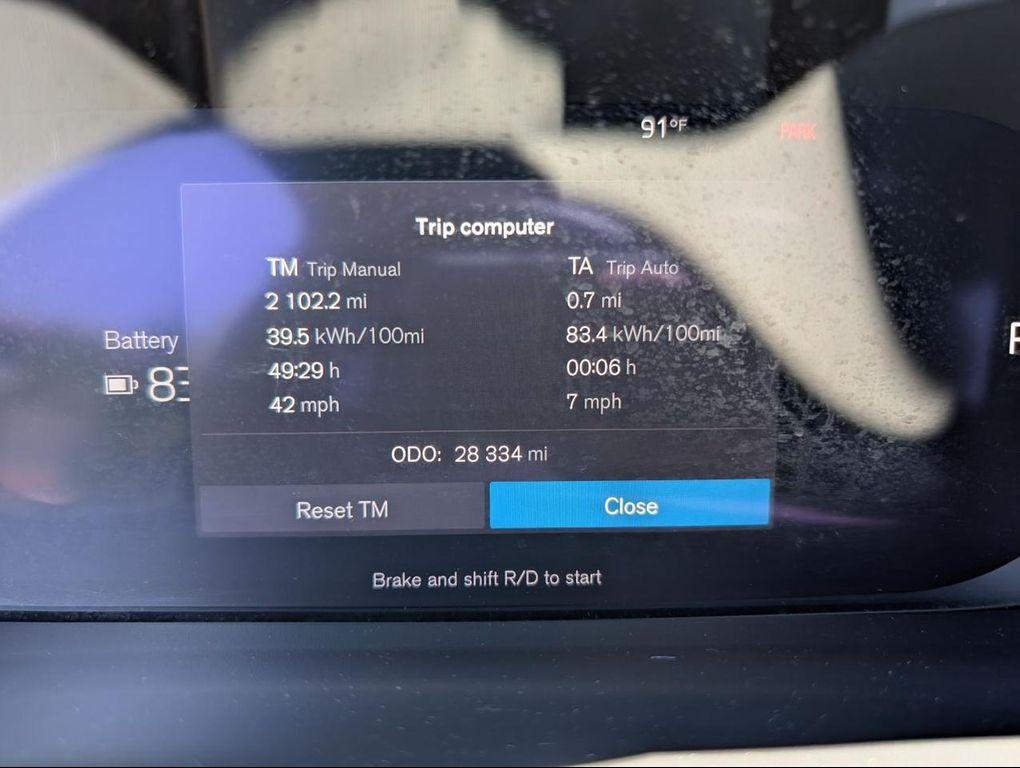 91°F PARK
Trip computer
TM Trip Manual TA Trip Auto
2 102.2 mi 0.7 mi
39.5 kWh/100mi 83.4 kWh/100mi
49:29 h 00:06 h
42 mph 7 mph
Battery
83
ODO: 28 334 mi
Reset TM Close
Brake and shift R/D to start